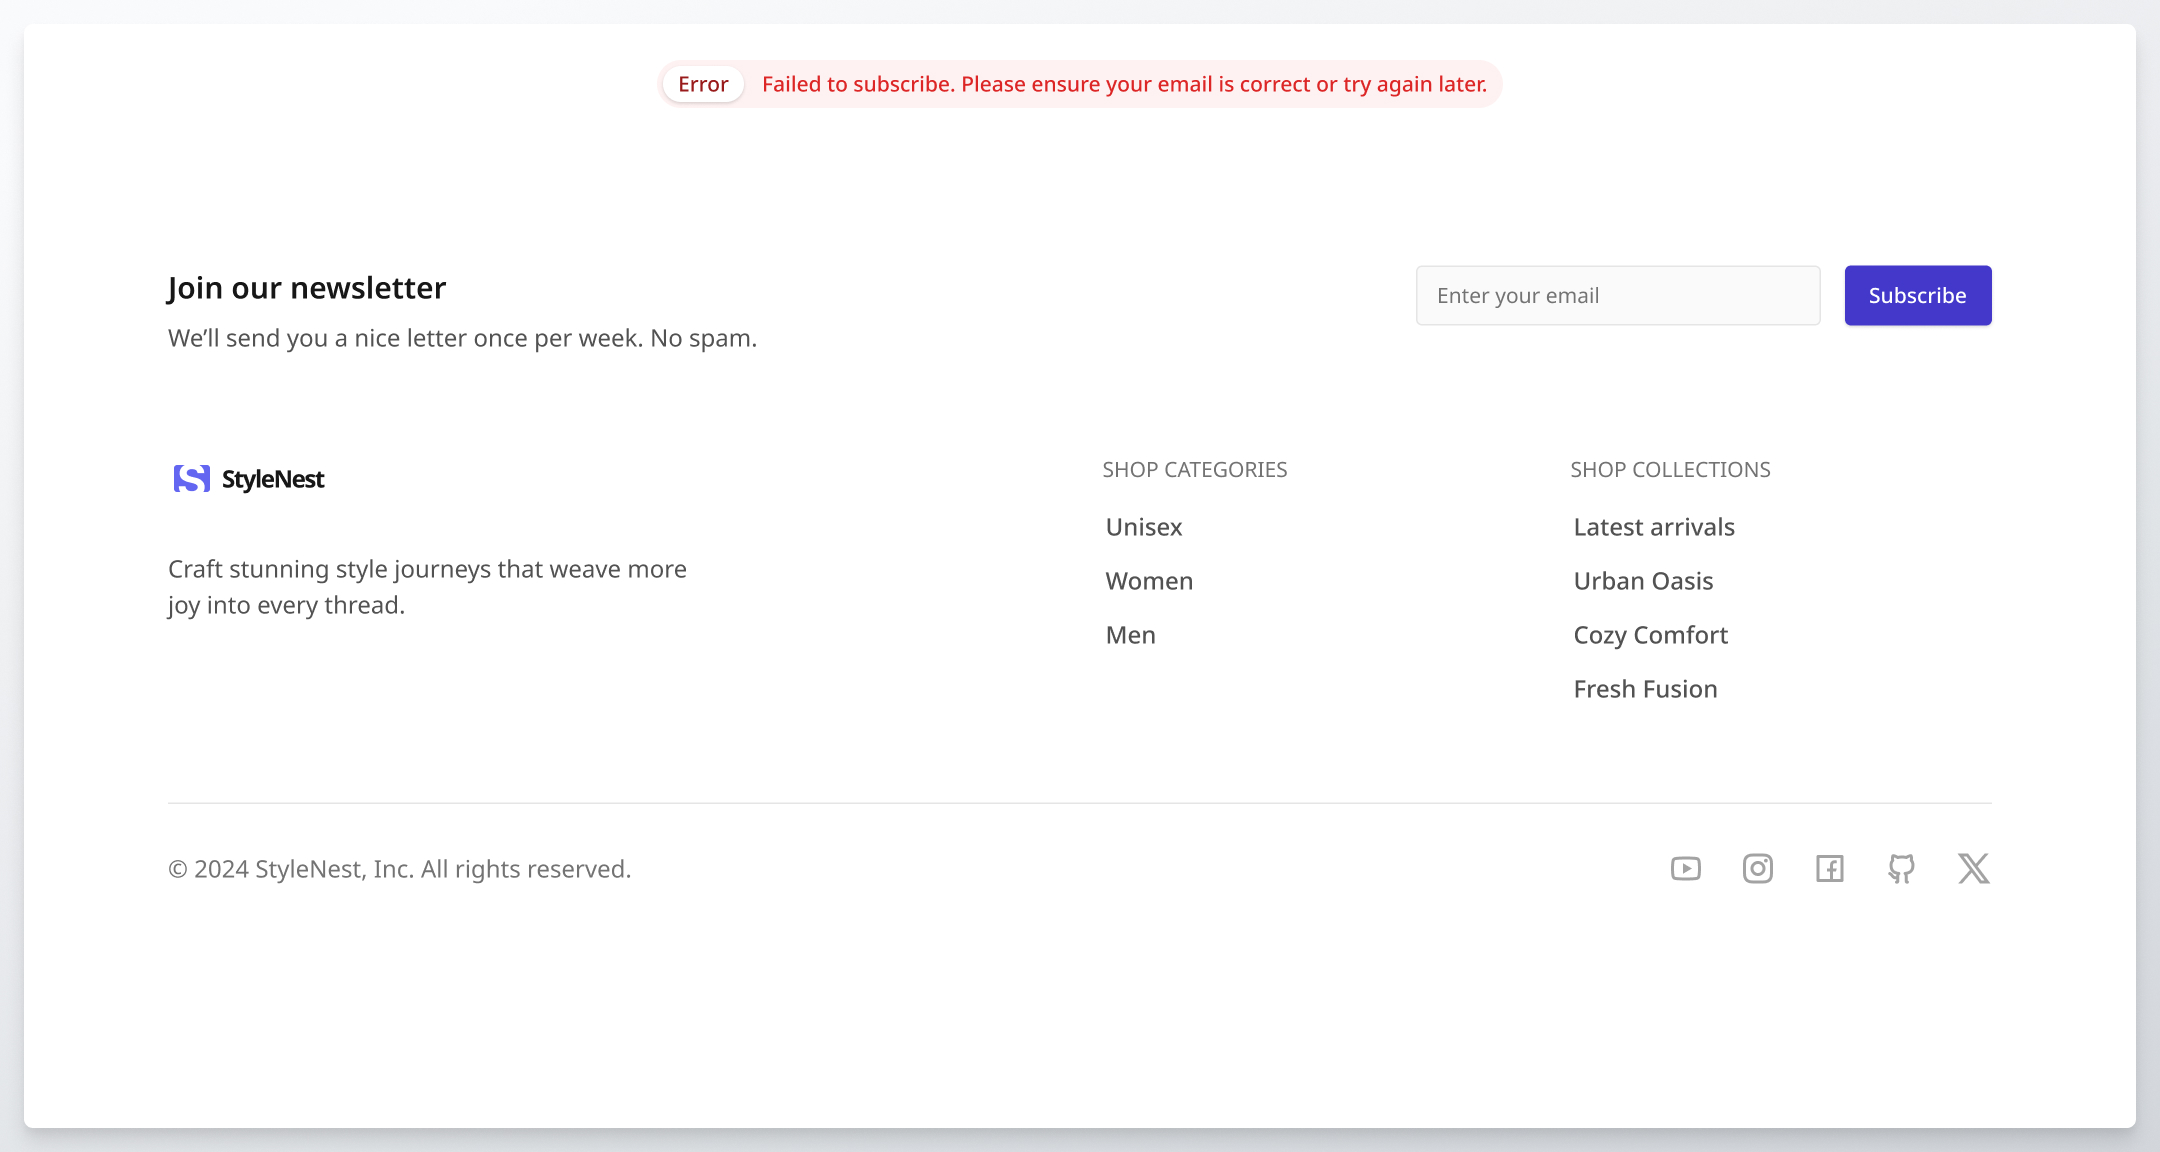 Error Failed to subscribe. Please ensure your email is correct or try again later.
Join our newsletter
We’ll send you a nice letter once per week. No spam.
Enter your email
Subscribe
StyleNest
Craft stunning style journeys that weave more
joy into every thread.
SHOP CATEGORIES
Unisex
Women
Men
SHOP COLLECTIONS
Latest arrivals
Urban Oasis
Cozy Comfort
Fresh Fusion
© 2024 StyleNest, Inc. All rights reserved.